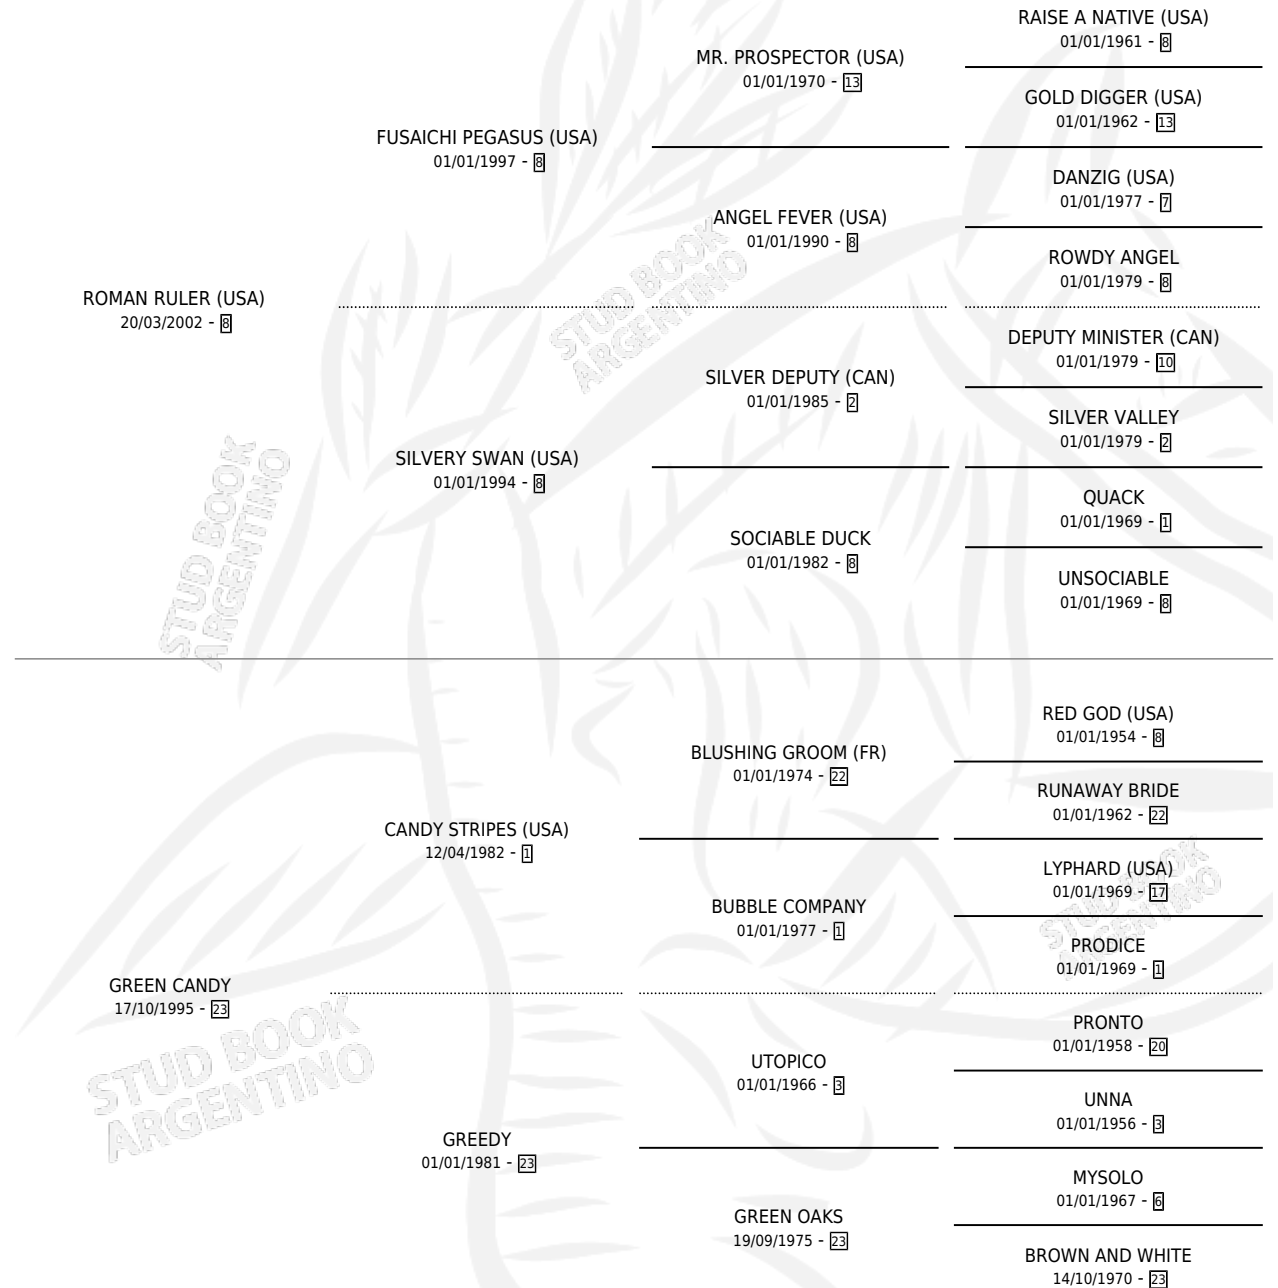 RAISE A NATIVE (USA)
01/01/1961 - 8
MR. PROSPECTOR (USA)
01/01/1970 - 13
GOLD DIGGER (USA)
01/01/1962 - 13
FUSAICHI PEGASUS (USA)
01/01/1997 - 8
DANZIG (USA)
01/01/1977 - 7
ANGEL FEVER (USA)
01/01/1990 - 8
ROWDY ANGEL
01/01/1979 - 8
ROMAN RULER (USA)
20/03/2002 - 8
DEPUTY MINISTER (CAN)
01/01/1979 - 10
SILVER DEPUTY (CAN)
01/01/1985 - 2
SILVER VALLEY
01/01/1979 - 2
SILVERY SWAN (USA)
01/01/1994 - 8
QUACK
01/01/1969 - 1
SOCIABLE DUCK
01/01/1982 - 8
UNSOCIABLE
01/01/1969 - 8
RED GOD (USA)
01/01/1954 - 8
BLUSHING GROOM (FR)
01/01/1974 - 22
RUNAWAY BRIDE
01/01/1962 - 22
CANDY STRIPES (USA)
12/04/1982 - 1
LYPHARD (USA)
01/01/1969 - 17
BUBBLE COMPANY
01/01/1977 - 1
PRODICE
01/01/1969 - 1
GREEN CANDY
17/10/1995 - 23
PRONTO
01/01/1958 - 20
UTOPICO
01/01/1966 - 3
UNNA
01/01/1956 - 3
GREEDY
01/01/1981 - 23
MYSOLO
01/01/1967 - 6
GREEN OAKS
19/09/1975 - 23
BROWN AND WHITE
14/10/1970 - 23
STUD BOOK
ARGENTINO
STUD BOOK
ARGENTINO
STUD BOOK
ARGENTINO
STUD BOOK
ARGENTINO